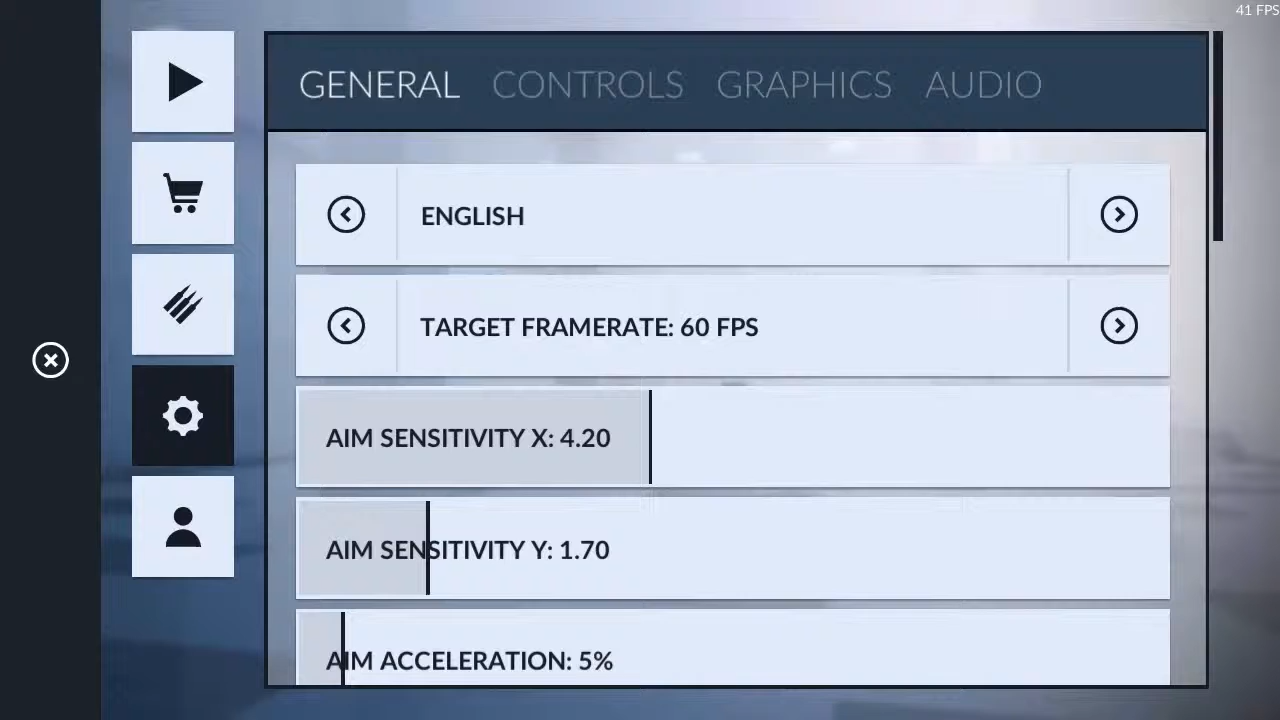 41 FPS
GENERAL CONTROLS GRAPHICS AUDIO
ENGLISH
TARGET FRAMERATE: 60 FPS
AIM SENSITIVITY X: 4.20
AIM SENSITIVITY Y: 1.70
AIM ACCELERATION: 5%